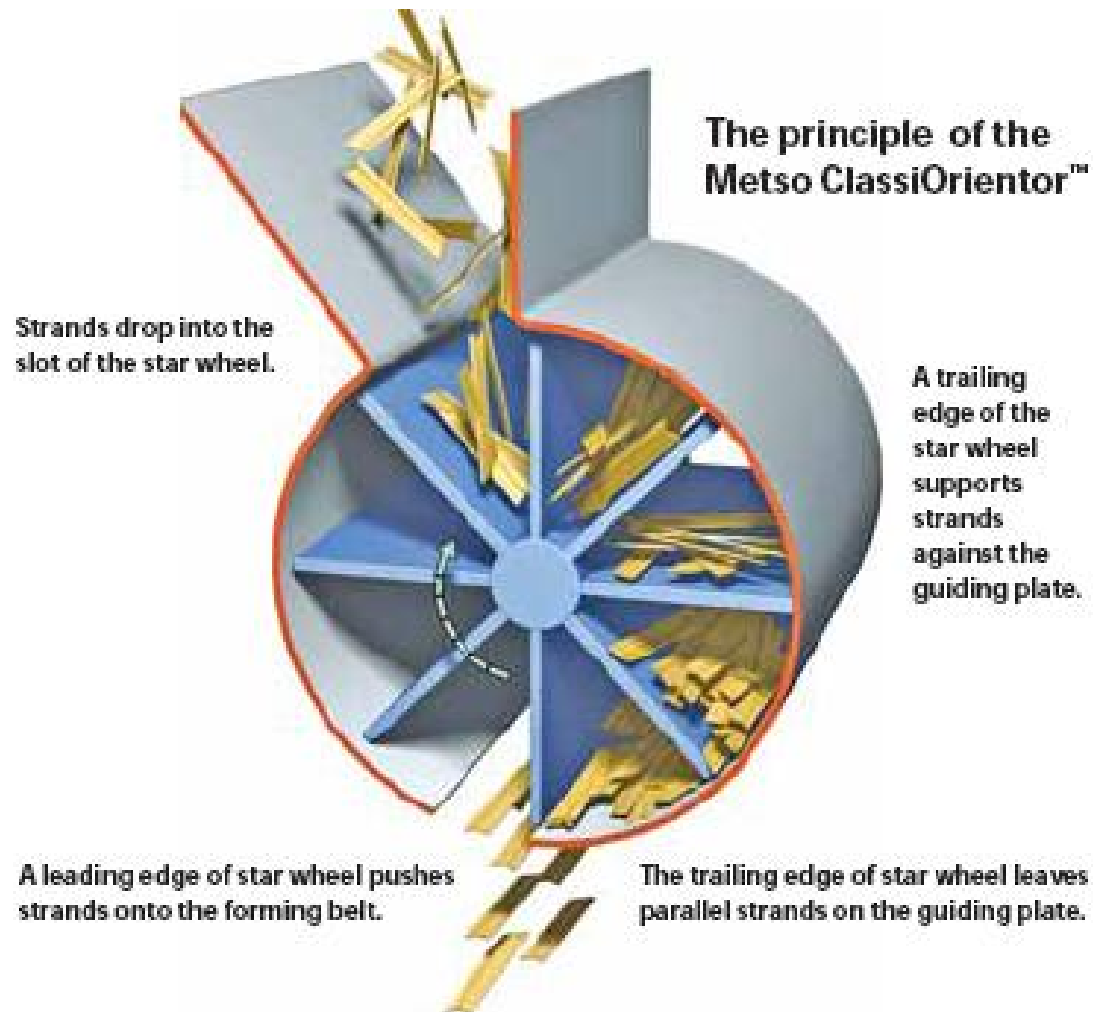 The principle of the
Metso ClassiOrientor™
Strands drop into the
slot of the star wheel.
A trailing
edge of the
star wheel
supports
strands
against the
guiding plate.
A leading edge of star wheel pushes
strands onto the forming belt.
The trailing edge of star wheel leaves
parallel strands on the guiding plate.